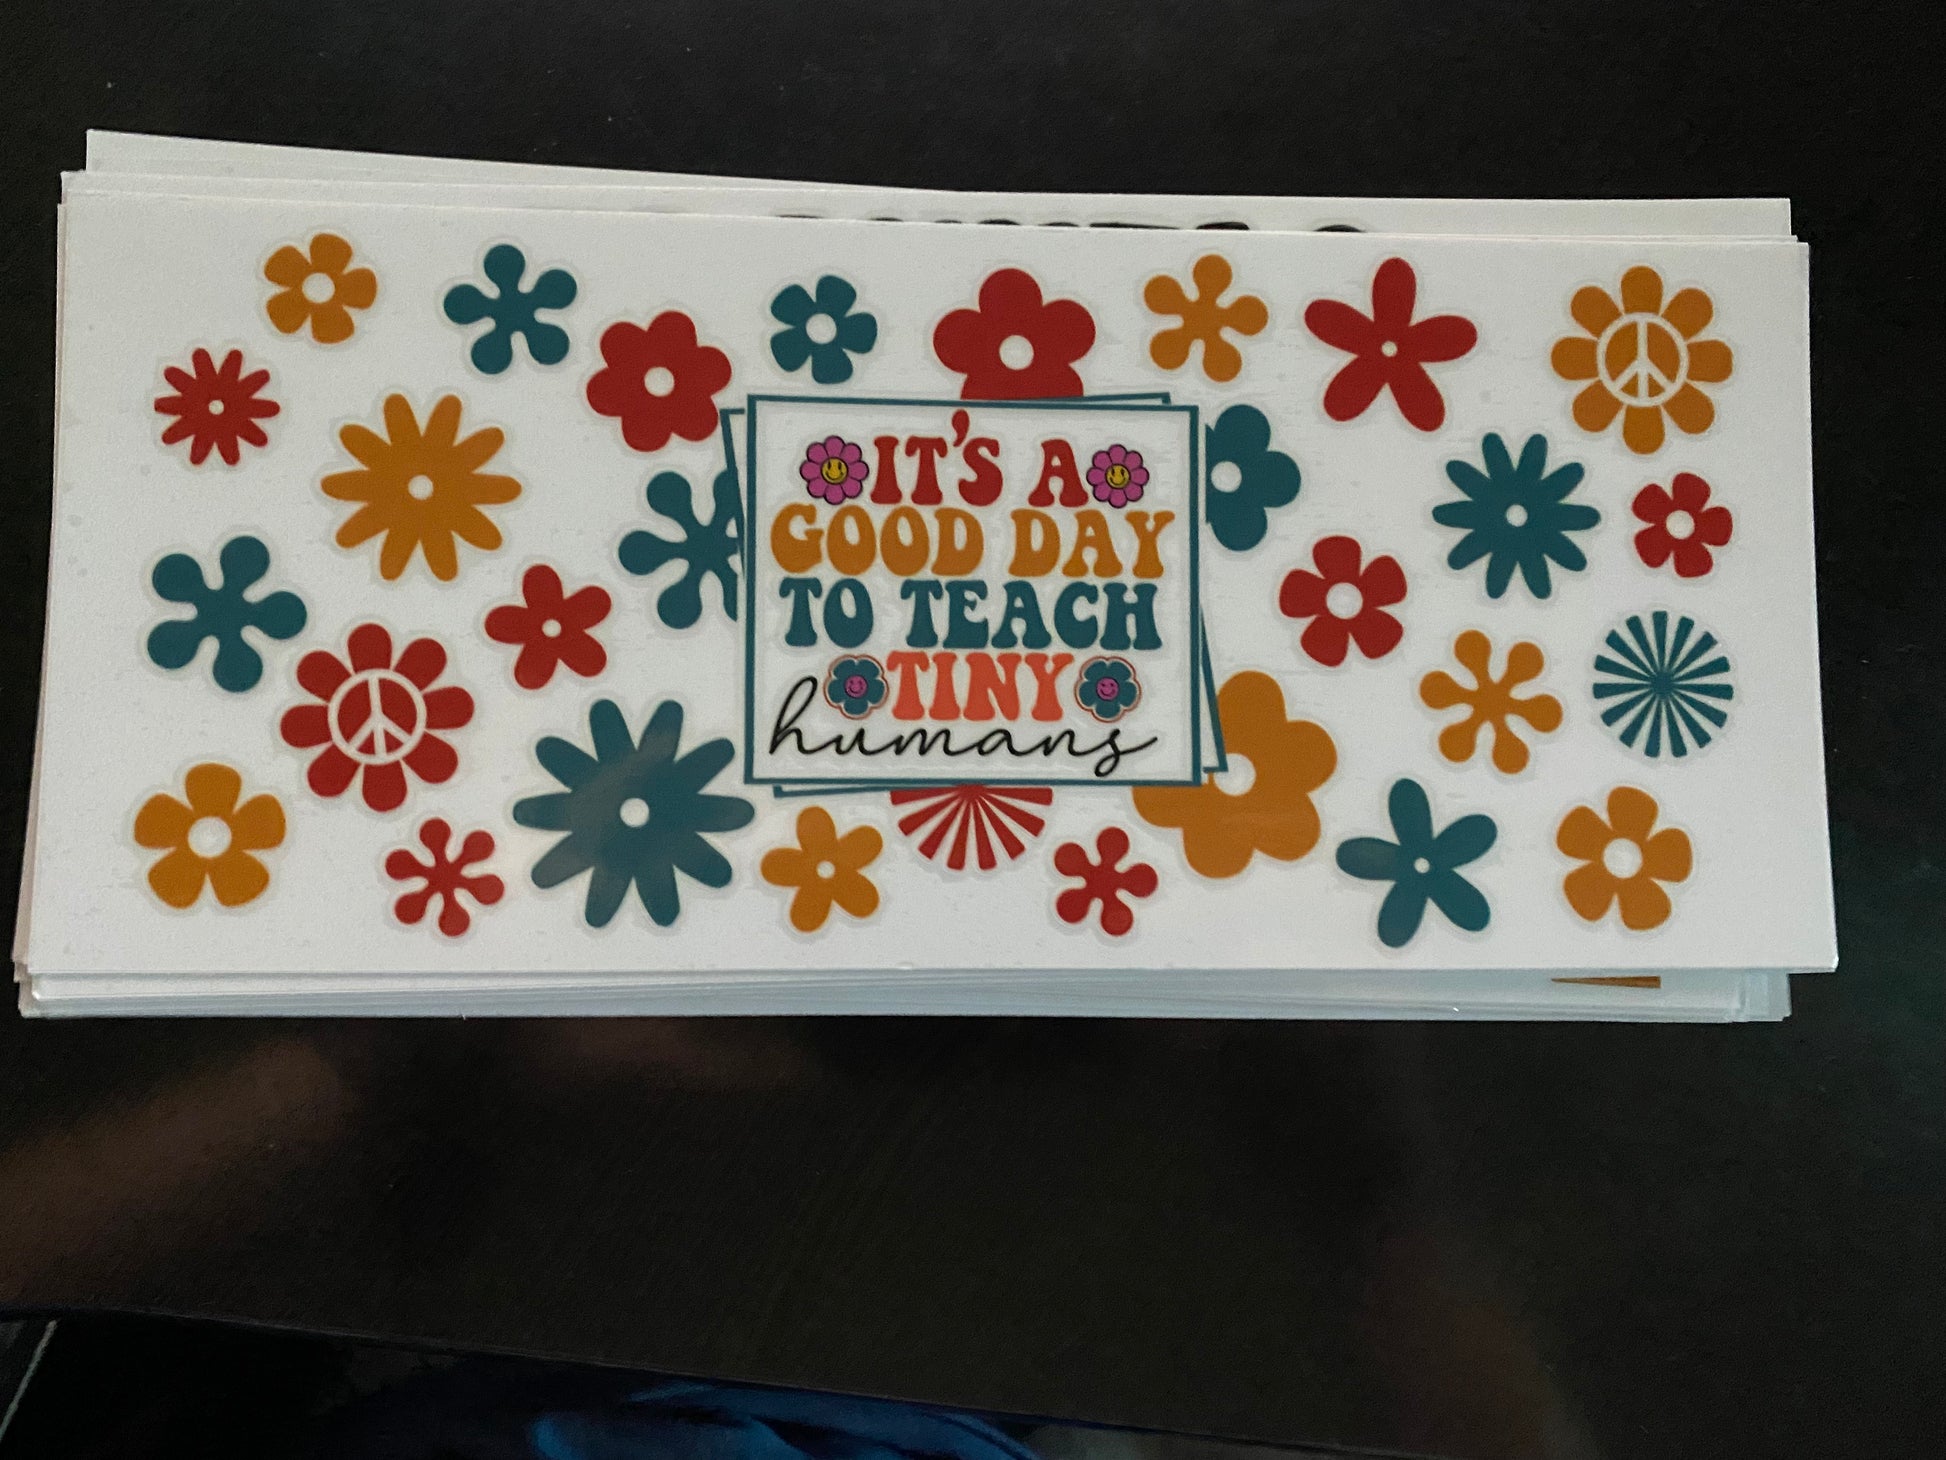 IT'S A
GOOD DAY
TO TEACH
TINY
humans